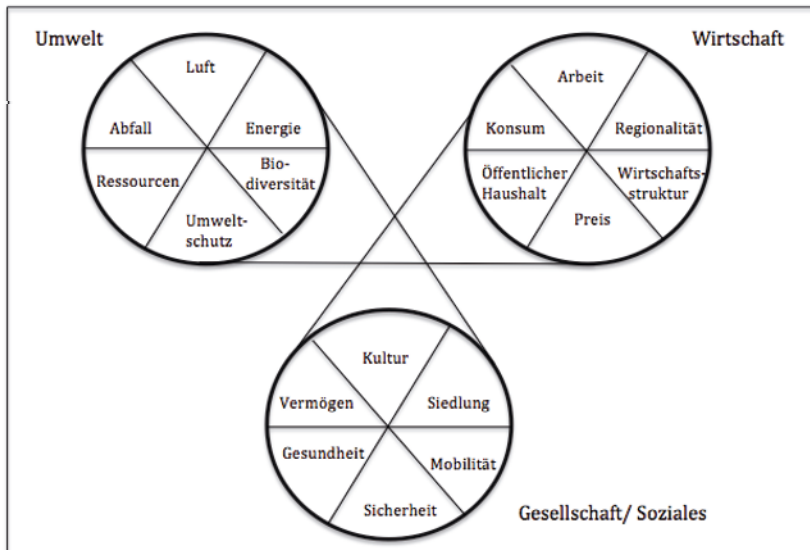 Umwelt
Luft
Abfall
Energie
Ressourcen
Bio-
diversität
Umwelt-
schutz
Wirtschaft
Arbeit
Konsum
Regionalität
Öffentlicher
Haushalt
Wirtschafts-
struktur
Preis
Kultur
Vermögen
Siedlung
Gesundheit
Mobilität
Sicherheit
Gesellschaft/ Soziales